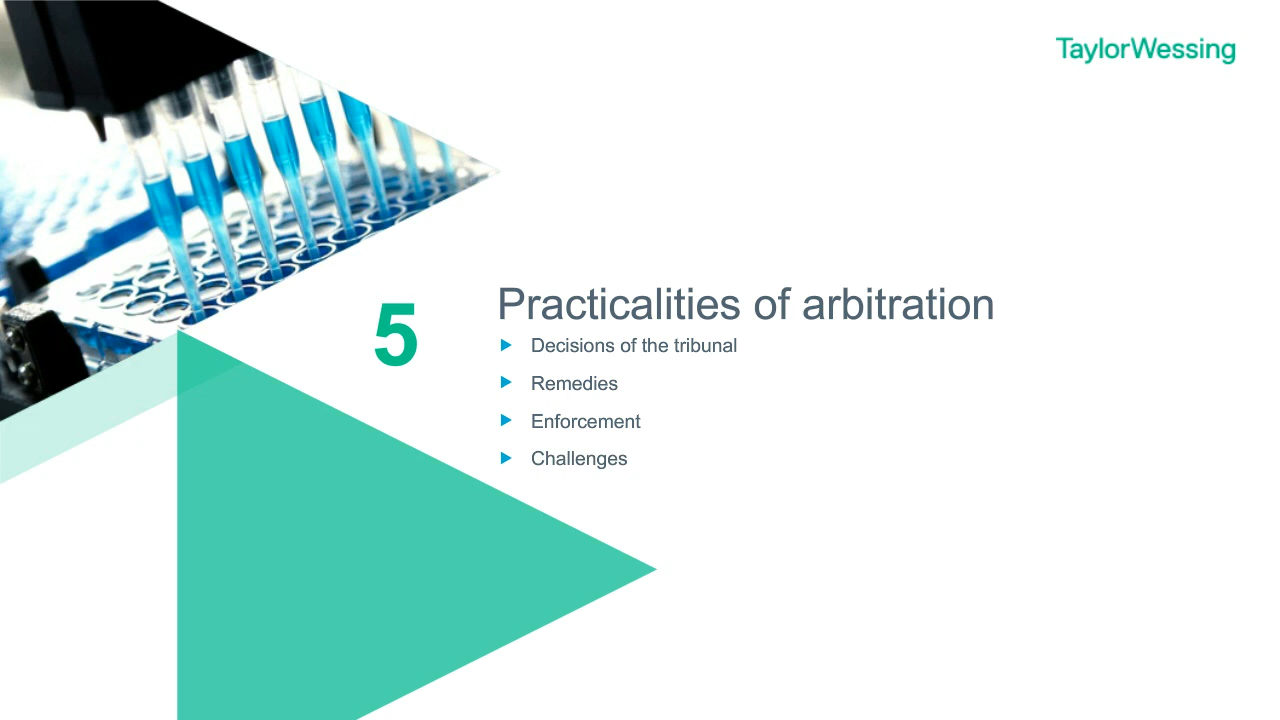 TaylorWessing
5
Practicalities of arbitration
Decisions of the tribunal
Remedies
Enforcement
Challenges